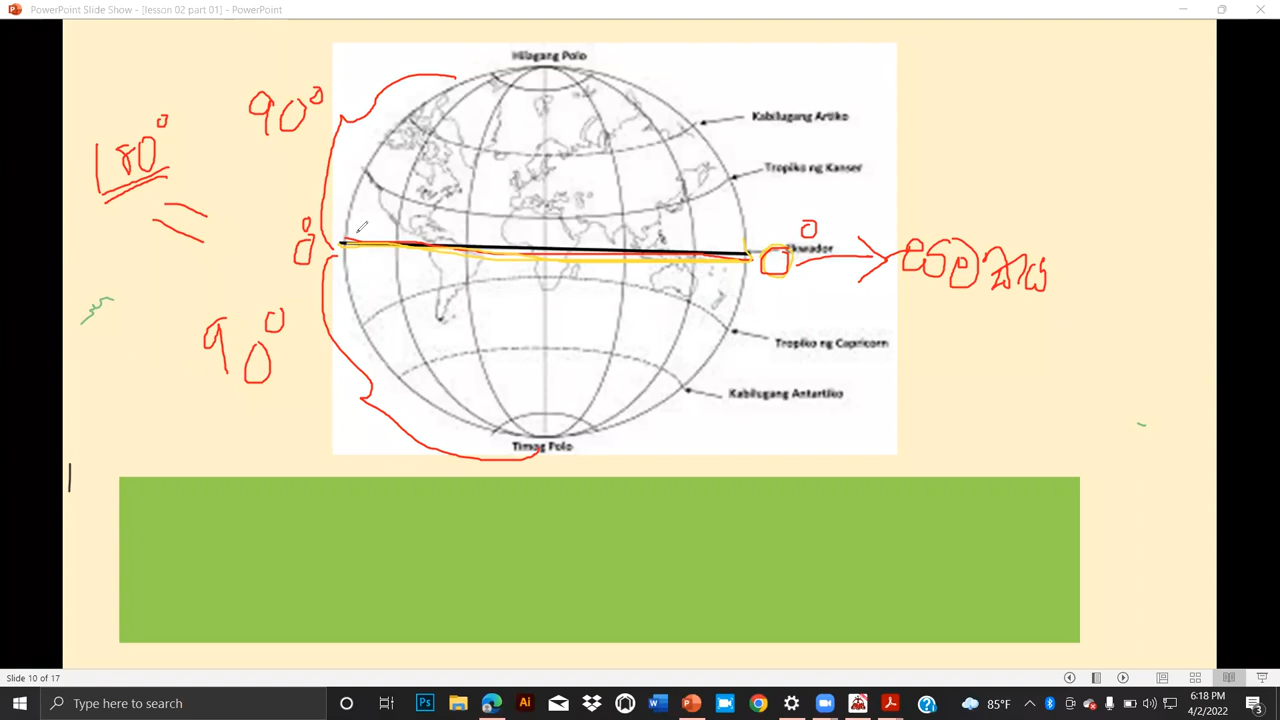 PowerPoint Slide Show - [lesson 02 part 01] - PowerPoint
Hilagang Polo
90°
Kabilugang Artiko
180°
Tropiko ng Kanser
0°
0°
Ekwador
Tropiko ng Capricorn
90°
Kabilugang Antartiko
Timog Polo
Slide 10 of 17
Type here to search
Ps
Ai
85°F
6:18 PM
4/2/2022